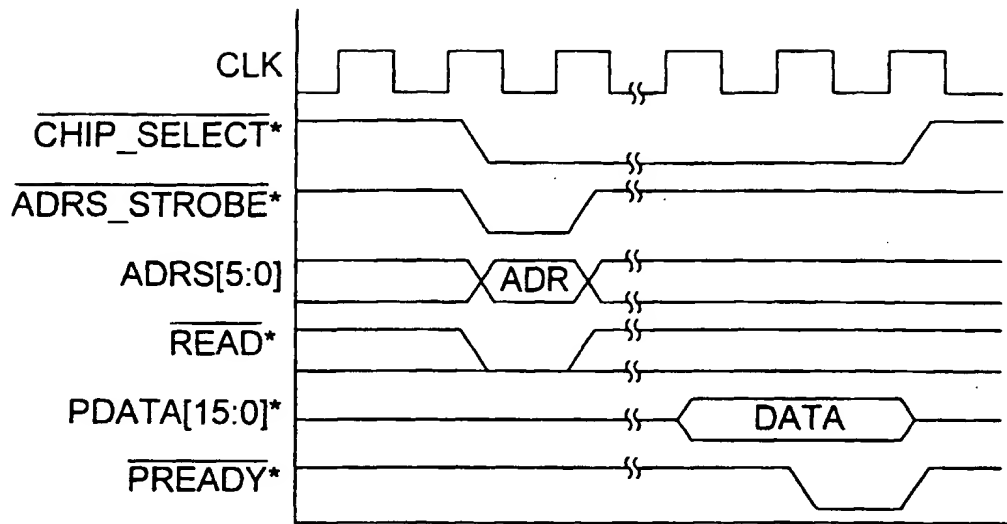 CLK
CHIP_SELECT*
ADRS_STROBE*
ADRS[5:0]
ADR
READ*
PDATA[15:0]*
DATA
PREADY*